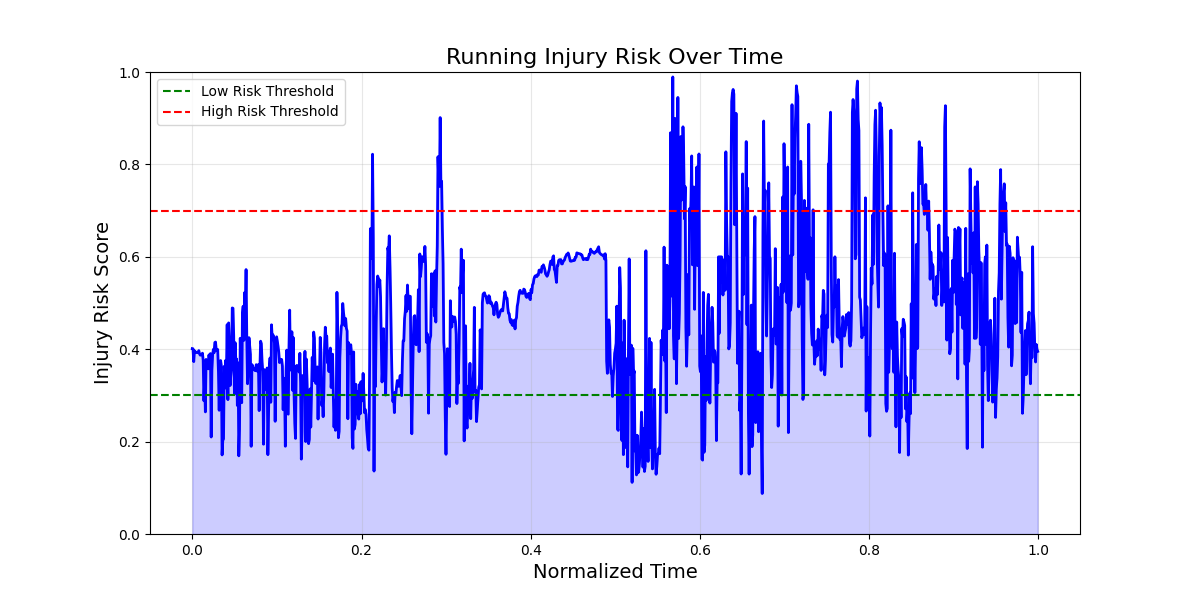 Running Injury Risk Over Time
Low Risk Threshold
High Risk Threshold
Injury Risk Score
1.0
0.8
0.6
0.4
0.2
0.0
0.0 0.2 0.4 0.6 0.8 1.0
Normalized Time